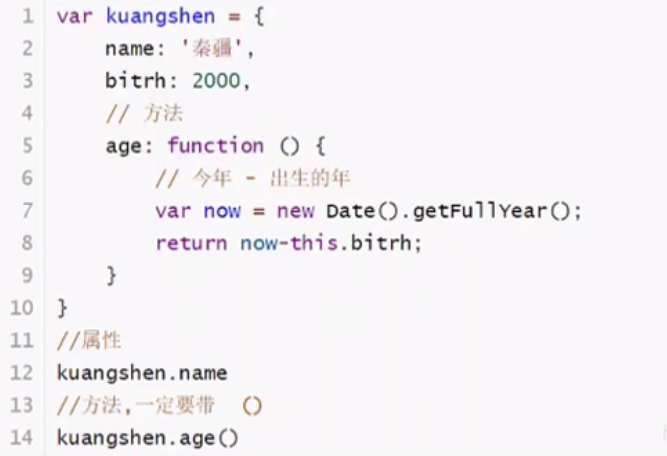 1 var kuangshen = {
2 name: '秦疆',
3 bitrh: 2000,
4 // 方法
5 age: function () {
6 // 今年 - 出生的年
7 var now = new Date().getFullYear();
8 return now-this.bitrh;
9 }
10 }
11 //属性
12 kuangshen.name
13 //方法,一定要带 ()
14 kuangshen.age()